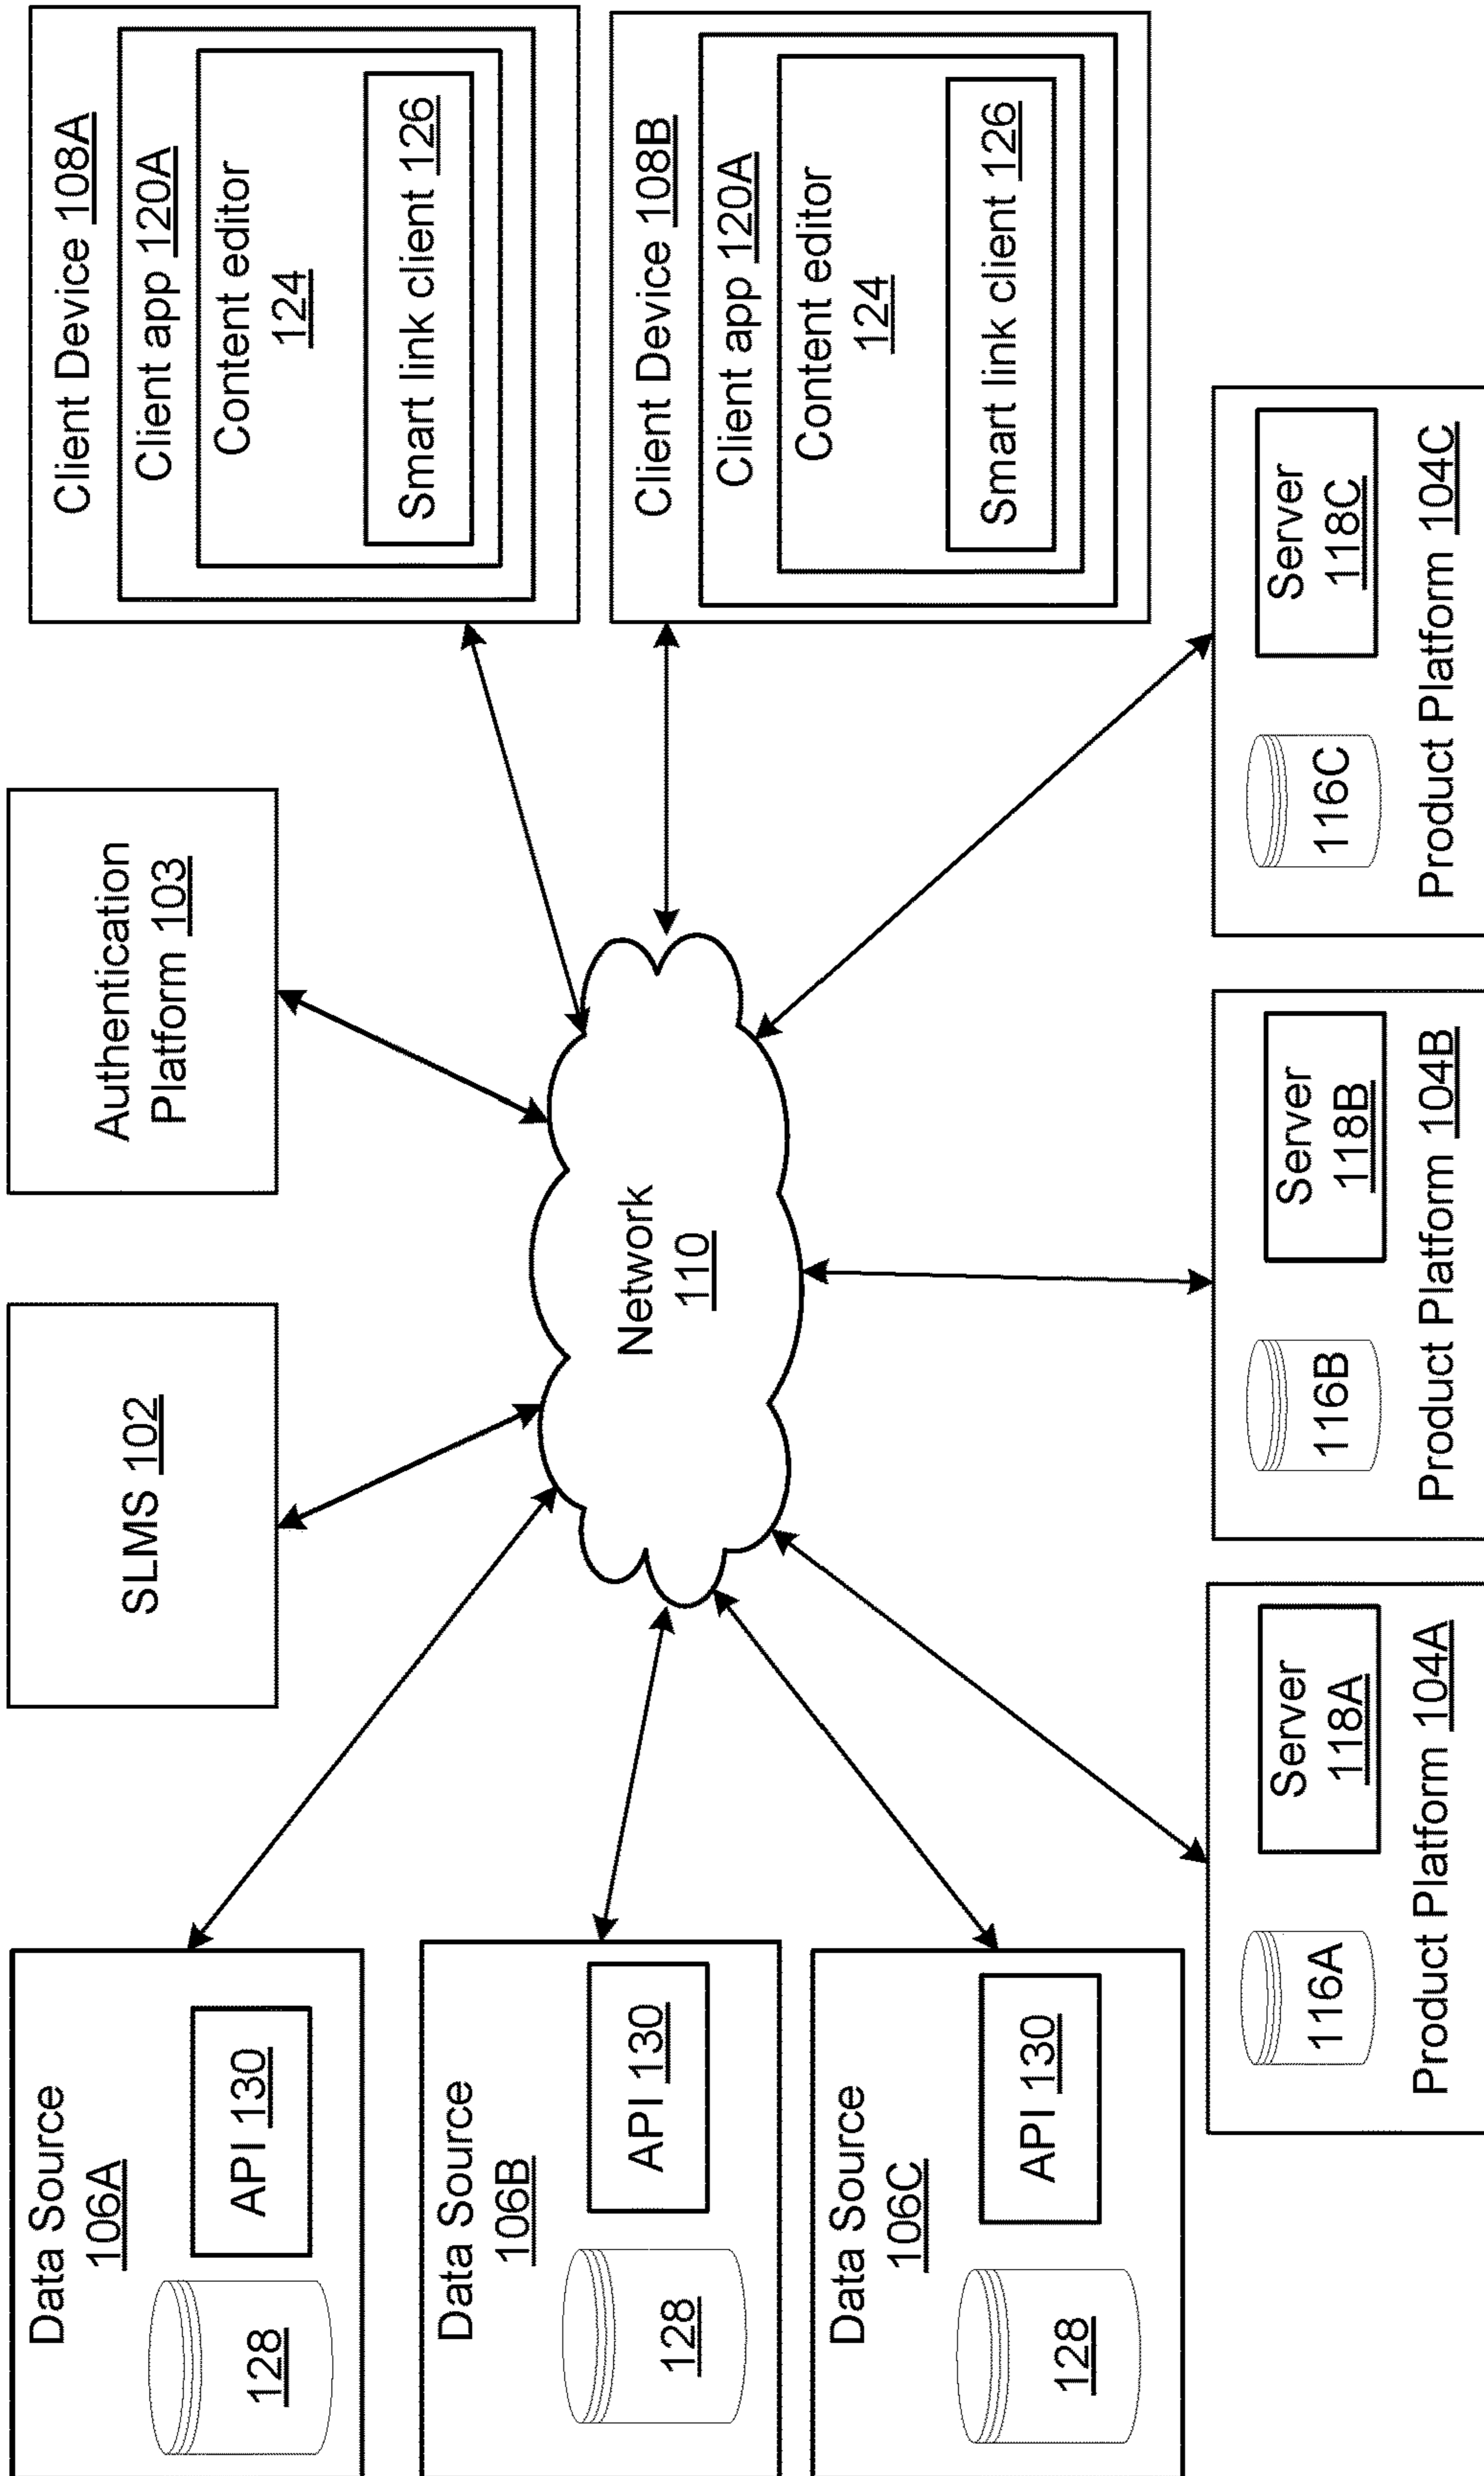 Data Source
106A
API 130
128
Data Source
106B
API 130
128
Data Source
106C
API 130
128
SLMS 102
Authentication
Platform 103
Network
110
Client Device 108A
Client app 120A
Content editor
124
Smart link client 126
Client Device 108B
Client app 120A
Content editor
124
Smart link client 126
116A
Server
118A
Product Platform 104A
116B
Server
118B
Product Platform 104B
116C
Server
118C
Product Platform 104C